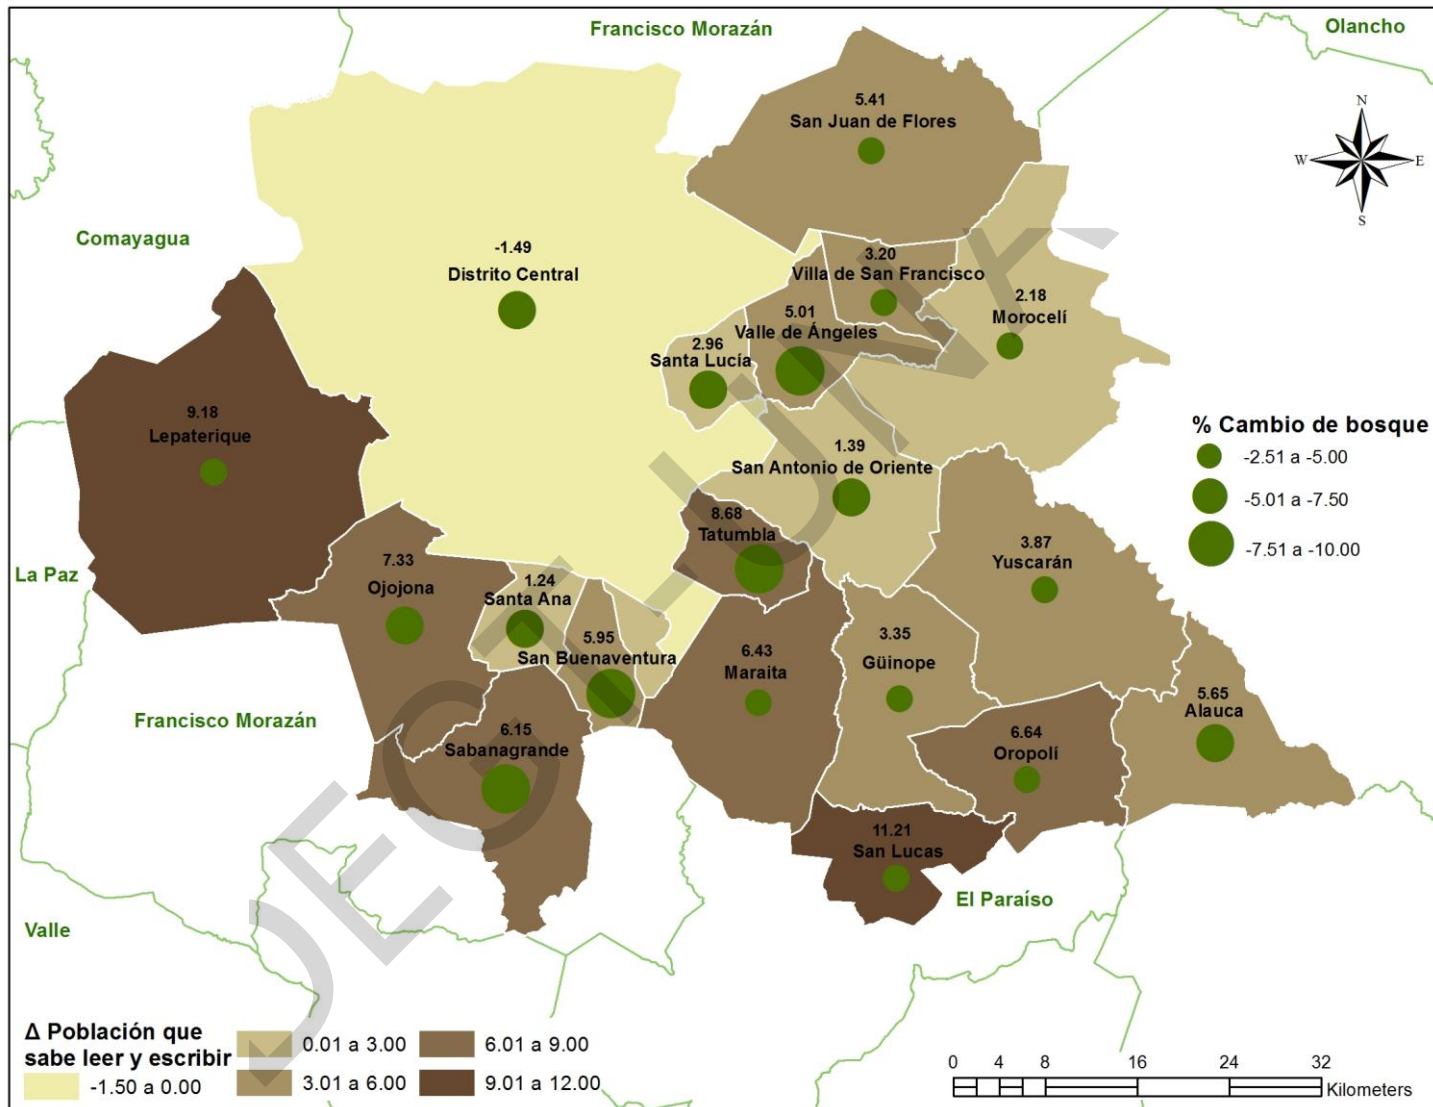 Francisco Morazán
Olancho
5.41
San Juan de Flores
N
W
E
S
Comayagua
-1.49
Distrito Central
3.20
Villa de San Francisco
2.18
Morocelí
5.01
Valle de Ángeles
2.96
Santa Lucía
9.18
Lepaterique
1.39
San Antonio de Oriente
% Cambio de bosque
-2.51 a -5.00
-5.01 a -7.50
-7.51 a -10.00
8.68
Tatumbla
3.87
Yuscarán
La Paz
7.33
Ojojona
1.24
Santa Ana
5.95
San Buenaventura
6.43
Maraita
3.35
Güinope
5.65
Alauca
Francisco Morazán
6.15
Sabanagrande
6.64
Oropolí
11.21
San Lucas
El Paraíso
Valle
Δ Población que
sabe leer y escribir
-1.50 a 0.00
0.01 a 3.00
3.01 a 6.00
6.01 a 9.00
9.01 a 12.00
0 4 8 16 24 32
Kilometers